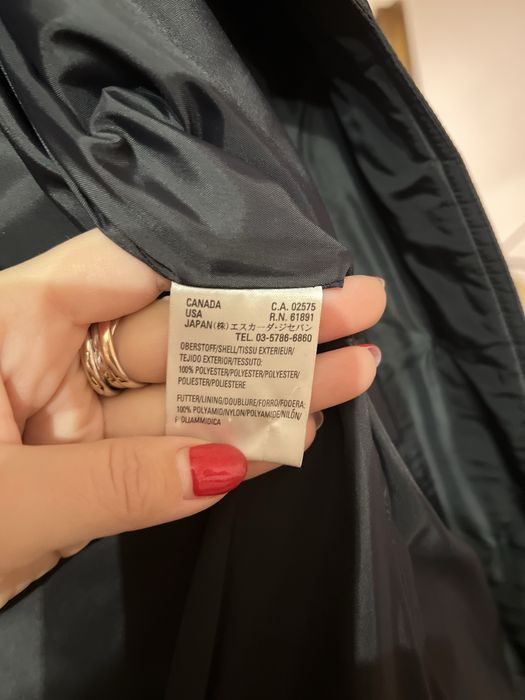 CANADA C.A. 02575
USA R.N. 61891
JAPAN(株)エスカーダ・ジャパン
TEL. 03-5786-6860
OBERSTOFF/SHELL/TISSU EXTERIEUR/
TEJIDO EXTERIOR/TESSUTO:
100% POLYESTER/POLYESTER/POLYESTER/
POLIESTER/POLIESTERE
FUTTER/LINING/DOUBLURE/FORRO/FODERA:
100% POLYAMID/NYLON/POLYAMIDE/NILON/
POLIAMMIDICA